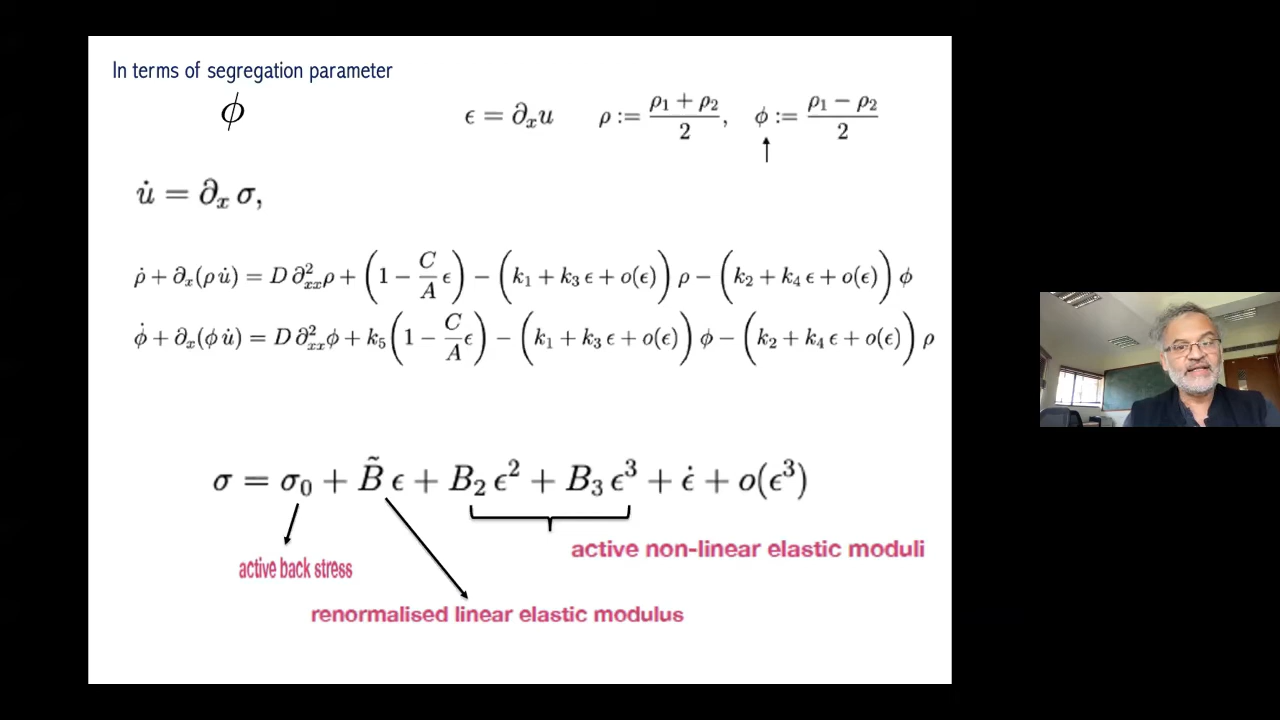 In terms of segregation parameter
ϕ
ϵ = ∂ₓu   ρ := (ρ₁ + ρ₂)/2,   ϕ := (ρ₁ − ρ₂)/2
u̇ = ∂ₓ σ,
ρ̇ + ∂ₓ(ρ u̇) = D ∂²ₓₓρ + (1 − (C/A) ϵ) − (k₁ + k₃ ϵ + o(ϵ)) ρ − (k₂ + k₄ ϵ + o(ϵ)) ϕ
ϕ̇ + ∂ₓ(ϕ u̇) = D ∂²ₓₓϕ + k₅ (1 − (C/A) ϵ) − (k₁ + k₃ ϵ + o(ϵ)) ϕ − (k₂ + k₄ ϵ + o(ϵ)) ρ
σ = σ₀ + B̃ ϵ + B₂ ϵ² + B₃ ϵ³ + ϵ̇ + o(ϵ³)
active non-linear elastic moduli
active back stress
renormalised linear elastic modulus